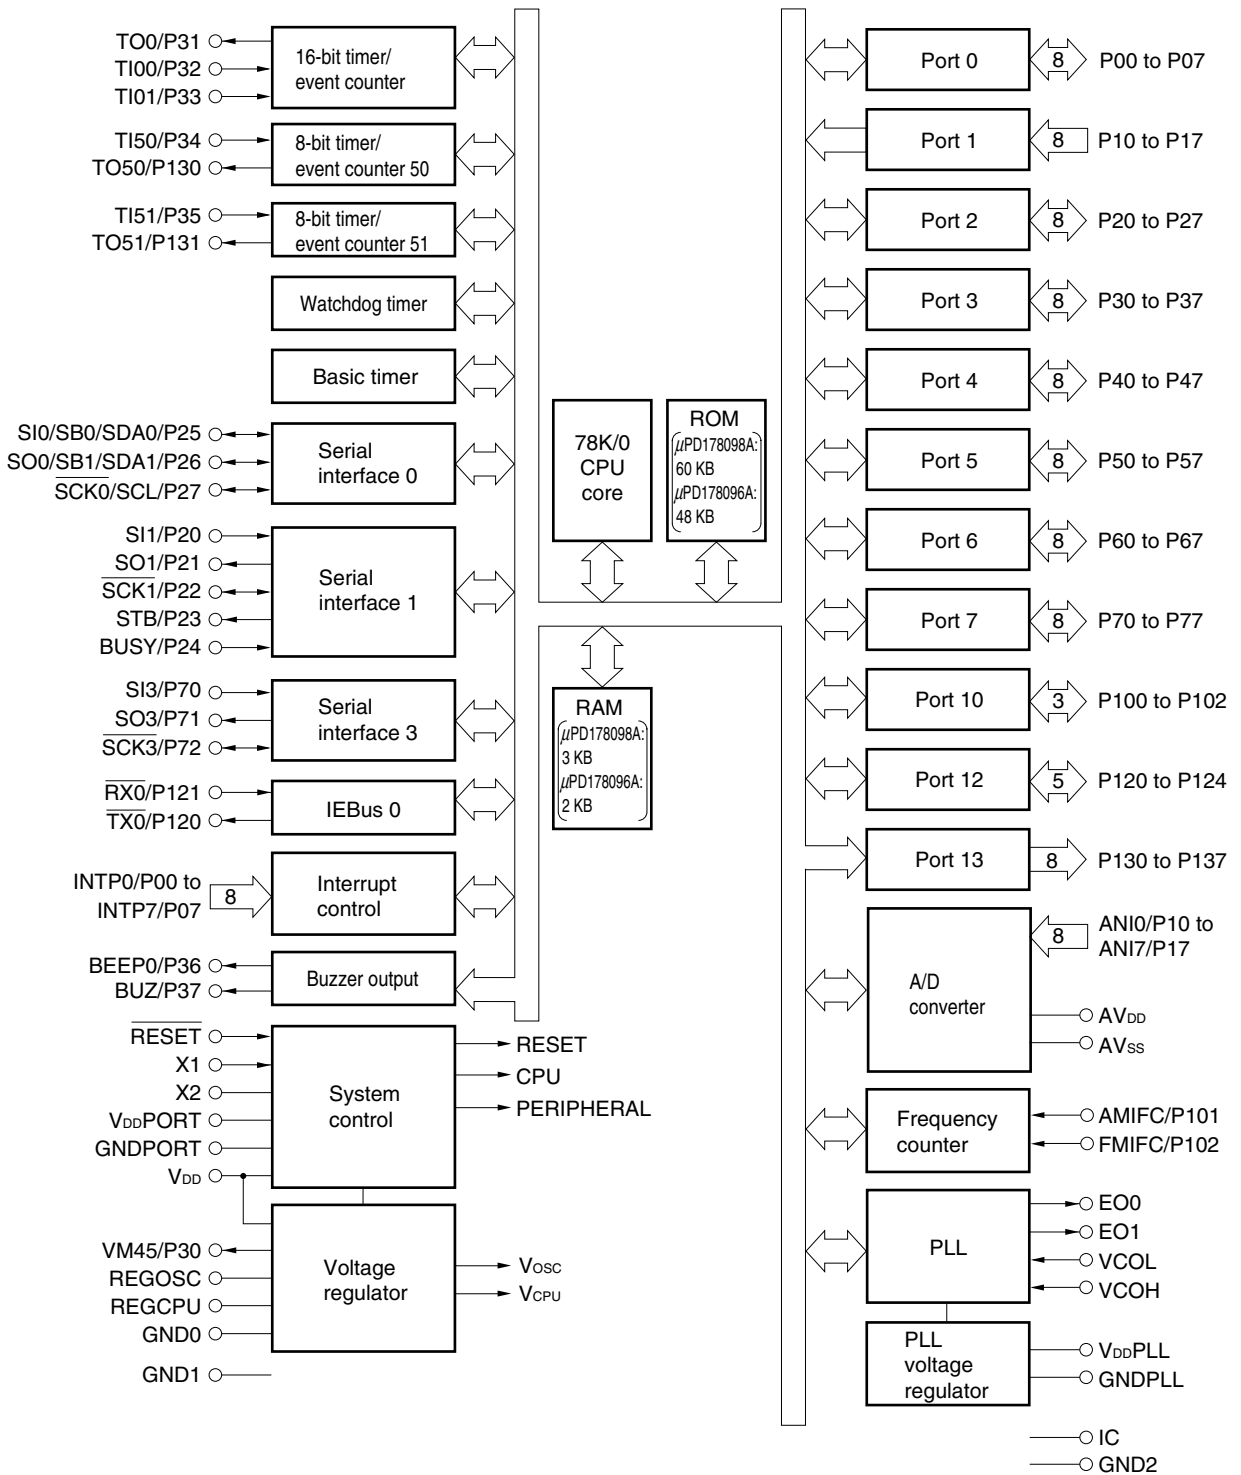 TO0/P31
TI00/P32
TI01/P33
16-bit timer/
event counter
TI50/P34
TO50/P130
8-bit timer/
event counter 50
TI51/P35
TO51/P131
8-bit timer/
event counter 51
Watchdog timer
Basic timer
SI0/SB0/SDA0/P25
SO0/SB1/SDA1/P26
SCK0/SCL/P27
Serial
interface 0
SI1/P20
SO1/P21
SCK1/P22
STB/P23
BUSY/P24
Serial
interface 1
SI3/P70
SO3/P71
SCK3/P72
Serial
interface 3
RX0/P121
TX0/P120
IEBus 0
INTP0/P00 to
INTP7/P07
8
Interrupt
control
BEEP0/P36
BUZ/P37
Buzzer output
RESET
X1
X2
VDDPORT
GNDPORT
VDD
System
control
RESET
CPU
PERIPHERAL
VM45/P30
REGOSC
REGCPU
GND0
GND1
Voltage
regulator
VOSC
VCPU
78K/0
CPU
core
ROM
μPD178098A:
60 KB
μPD178096A:
48 KB
RAM
μPD178098A:
3 KB
μPD178096A:
2 KB
Port 0
8
P00 to P07
Port 1
8
P10 to P17
Port 2
8
P20 to P27
Port 3
8
P30 to P37
Port 4
8
P40 to P47
Port 5
8
P50 to P57
Port 6
8
P60 to P67
Port 7
8
P70 to P77
Port 10
3
P100 to P102
Port 12
5
P120 to P124
Port 13
8
P130 to P137
A/D
converter
8
ANI0/P10 to
ANI7/P17
AVDD
AVSS
Frequency
counter
AMIFC/P101
FMIFC/P102
PLL
EO0
EO1
VCOL
VCOH
PLL
voltage
regulator
VDDPLL
GNDPLL
IC
GND2